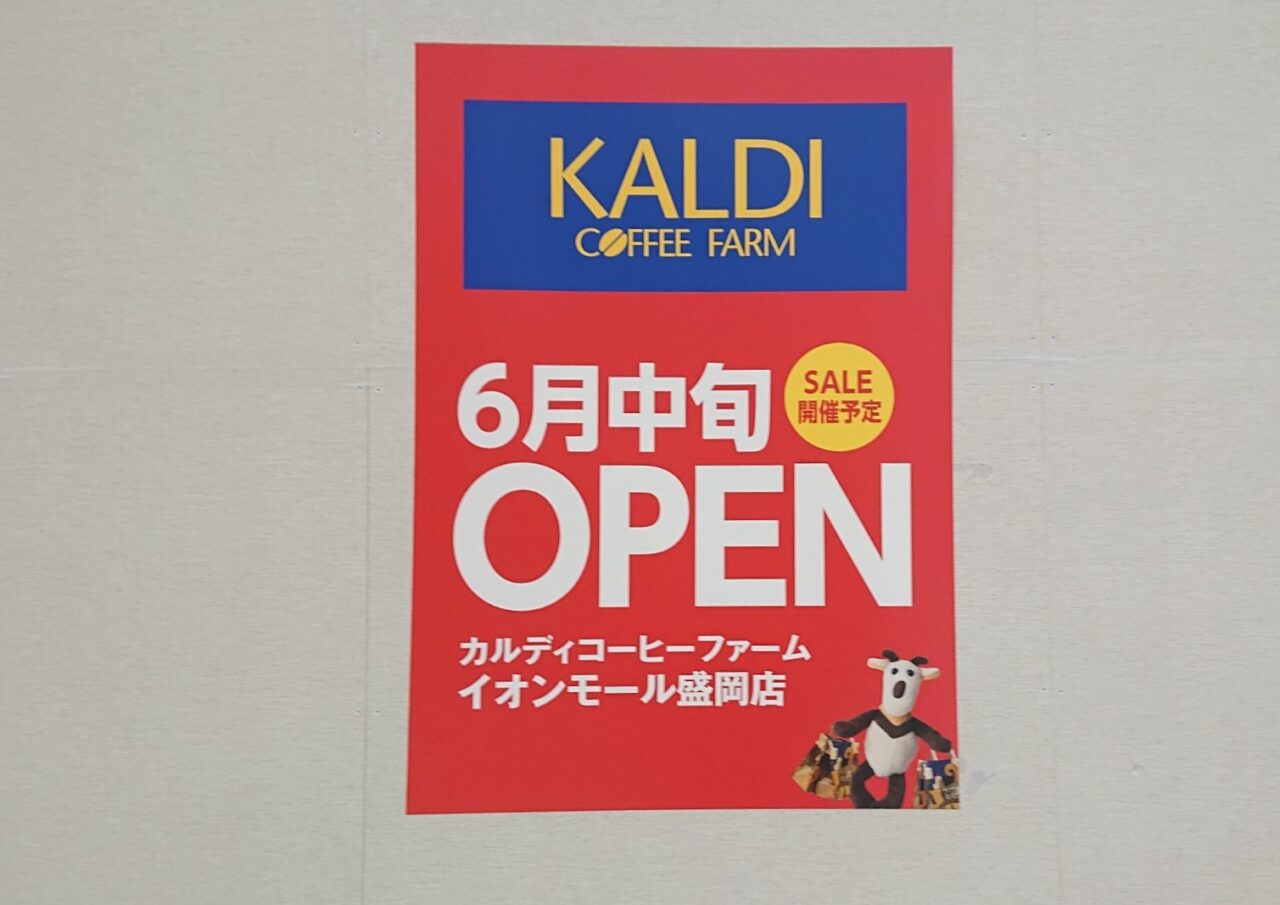 KALDI
COFFEE FARM
6月中旬
SALE
開催予定
OPEN
カルディコーヒーファーム
イオンモール盛岡店